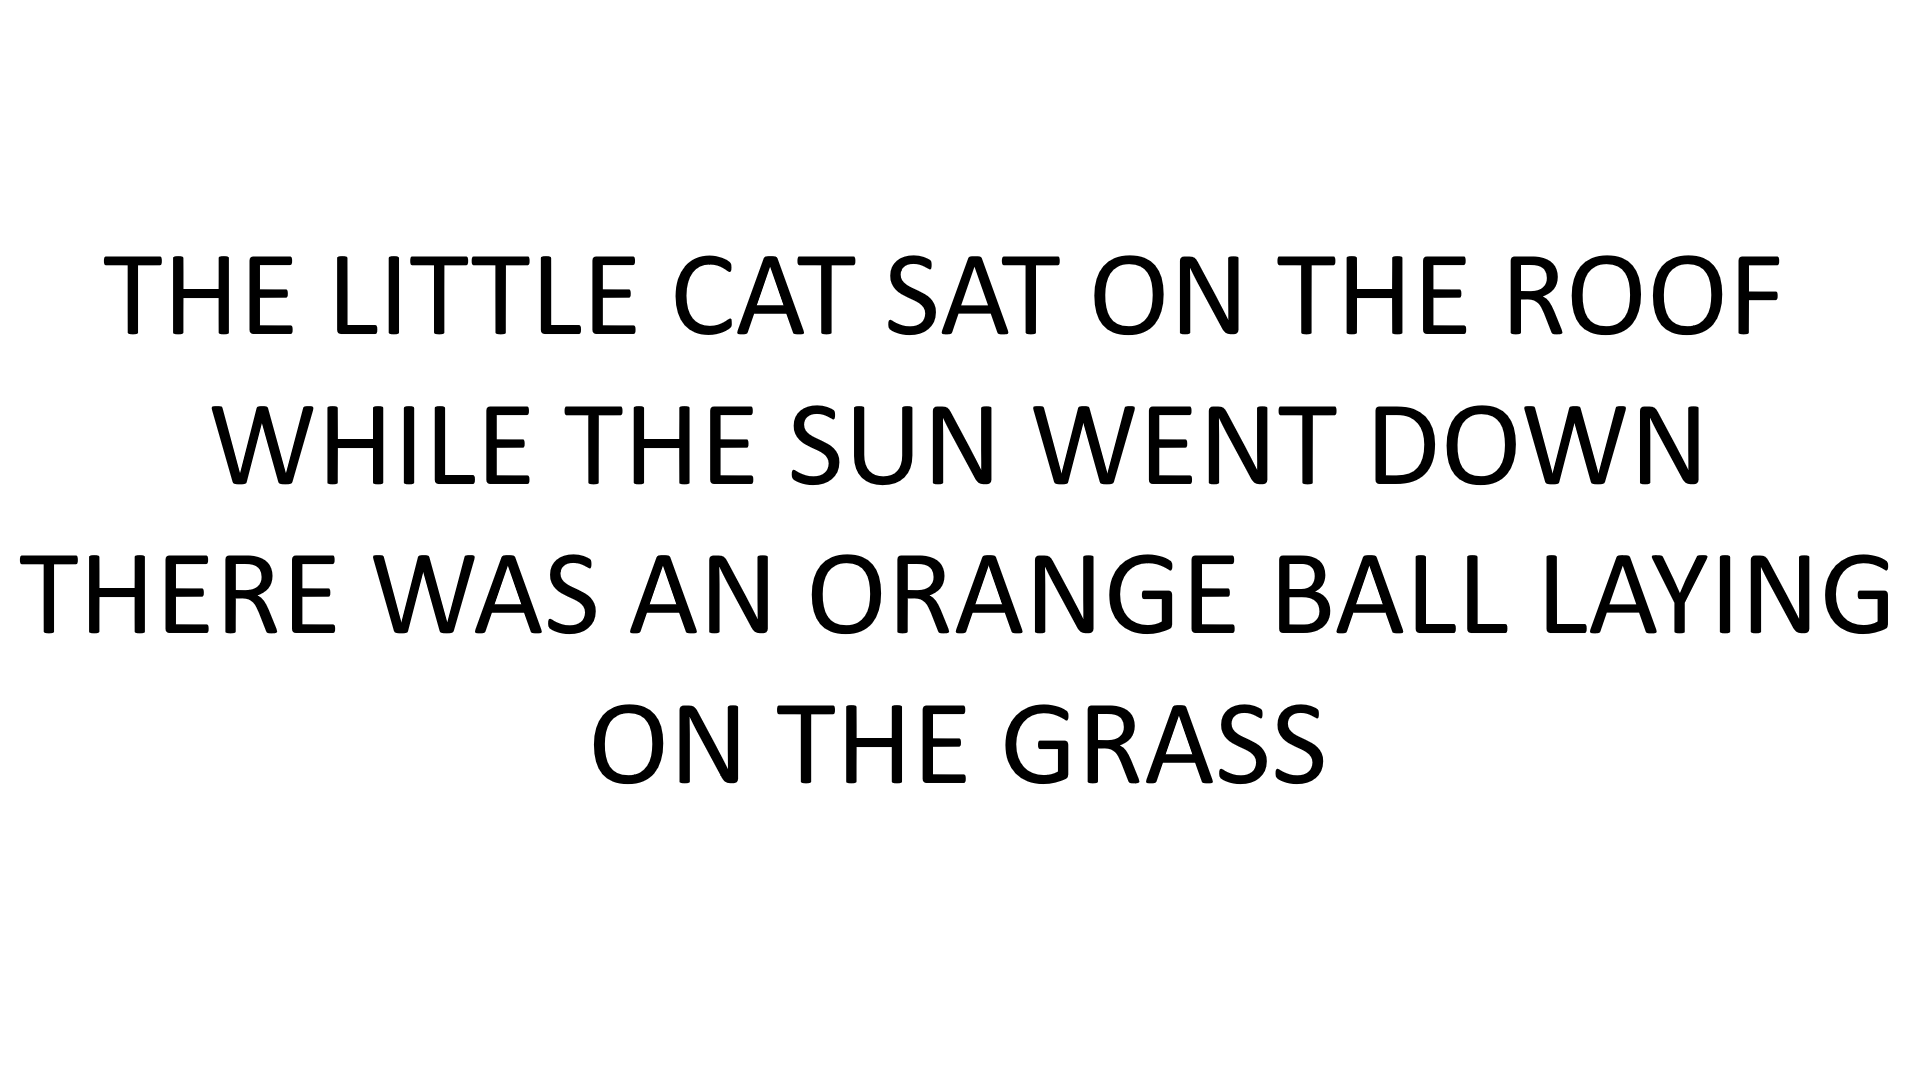 THE LITTLE CAT SAT ON THE ROOF
WHILE THE SUN WENT DOWN
THERE WAS AN ORANGE BALL LAYING
ON THE GRASS